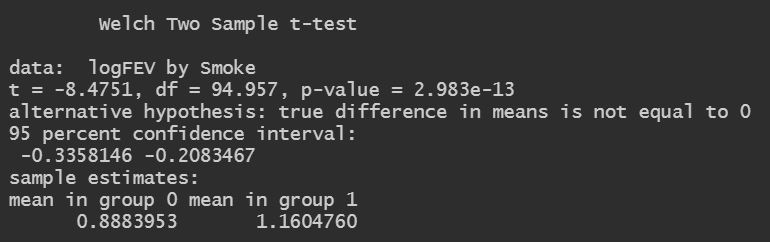 Welch Two Sample t-test
data:  logFEV by Smoke
t = -8.4751, df = 94.957, p-value = 2.983e-13
alternative hypothesis: true difference in means is not equal to 0
95 percent confidence interval:
 -0.3358146 -0.2083467
sample estimates:
mean in group 0 mean in group 1
      0.8883953       1.1604760